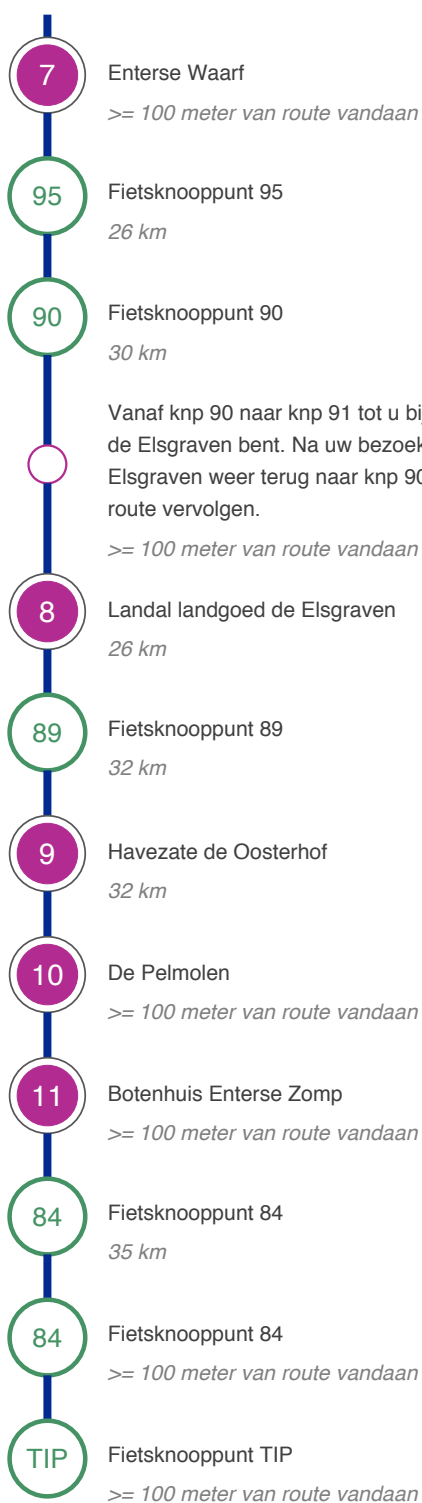 7
Enterse Waarf
>= 100 meter van route vandaan
95
Fietsknooppunt 95
26 km
90
Fietsknooppunt 90
30 km
Vanaf knp 90 naar knp 91 tot u
de Elsgraven bent. Na uw bezoek
Elsgraven weer terug naar knp
route vervolgen.
>= 100 meter van route vandaan
8
Landal landgoed de Elsgraven
26 km
89
Fietsknooppunt 89
32 km
9
Havezate de Oosterhof
32 km
10
De Pelmolen
>= 100 meter van route vandaan
11
Botenhuis Enterse Zomp
>= 100 meter van route vandaan
84
Fietsknooppunt 84
35 km
84
Fietsknooppunt 84
>= 100 meter van route vandaan
TIP
Fietsknooppunt TIP
>= 100 meter van route vandaan